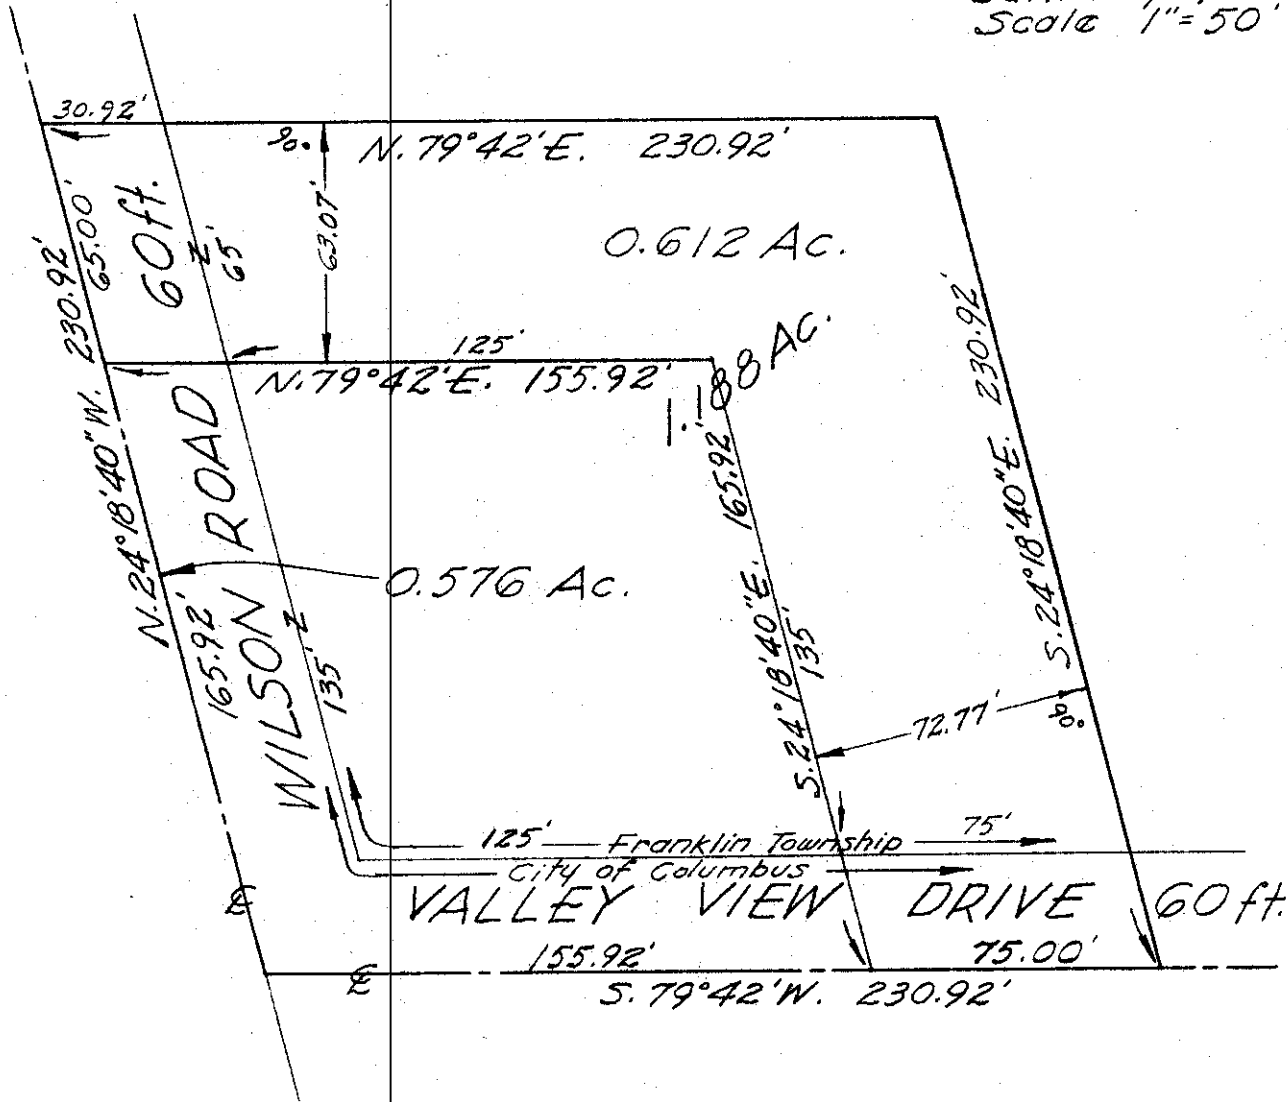 Scale 1"=50'
30.92'
90°
N.79°42'E. 230.92'
60 ft.
65.00'
230.92'
Z
65'
63.07'
0.612 Ac.
125'
N.79°42'E. 155.92'
1.188 Ac.
N.24°18'40"W.
165.92'
WILSON ROAD
Z
135'
0.576 Ac.
S.24°18'40"E. 165.92'
135'
S.24°18'40"E. 230.92'
72.77'
90°
125' Franklin Township 75'
City of Columbus
VALLEY VIEW DRIVE 60 ft.
155.92' 75.00'
S.79°42'W. 230.92'